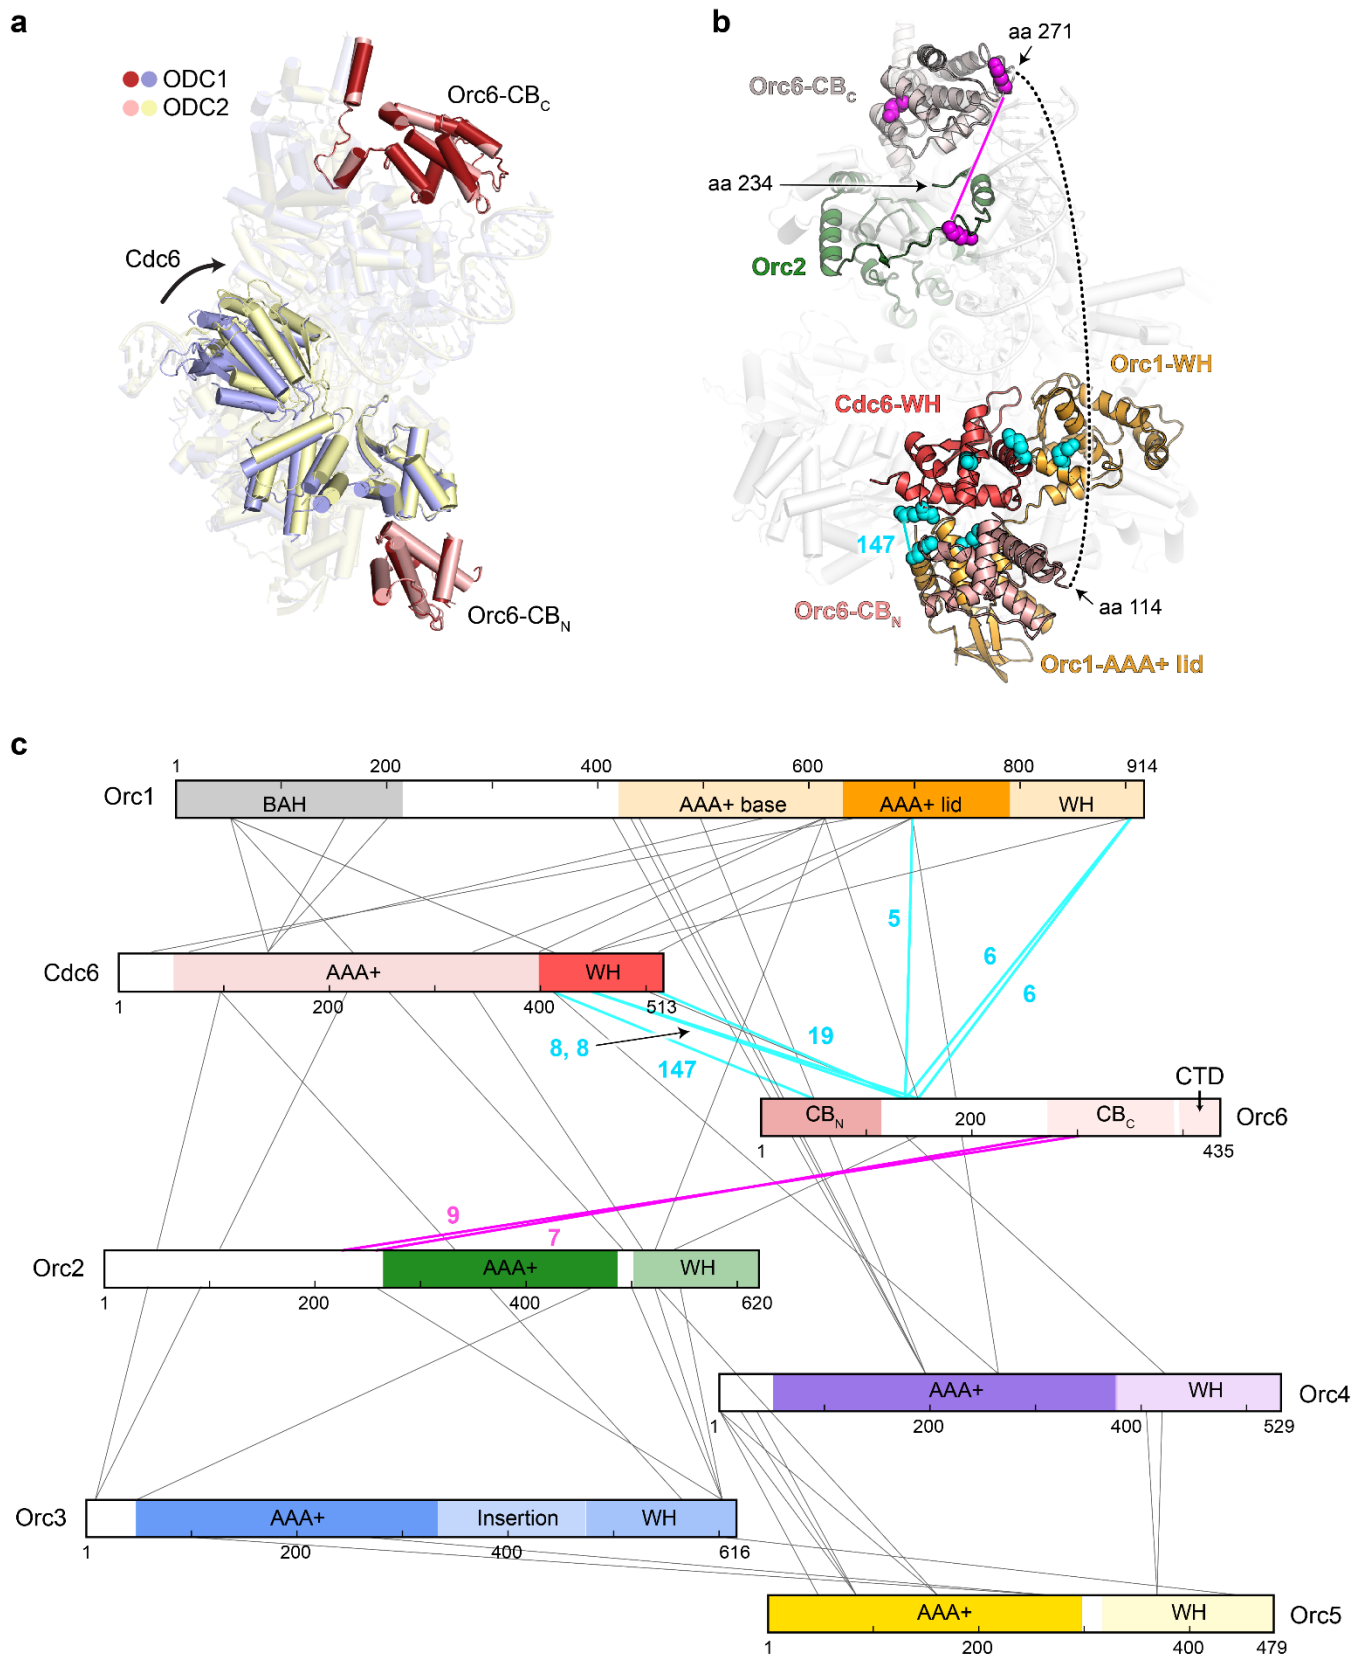 a
ODC1
ODC2
Orc6-CBC
Cdc6
Orc6-CBN
b
aa 271
Orc6-CBC
aa 234
Orc2
Orc1-WH
Cdc6-WH
147
Orc6-CBN
aa 114
Orc1-AAA+ lid
c
1 200 400 600 800 914
Orc1 BAH AAA+ base AAA+ lid WH
5
6
6
Cdc6 AAA+ WH
1 200 400 513
8, 8
19
147
CTD
CBN 200 CBC Orc6
1 435
9
7
Orc2 AAA+ WH
1 200 400 620
AAA+ WH Orc4
1 200 400 529
Orc3 AAA+ Insertion WH
1 200 400 616
AAA+ WH Orc5
1 200 400 479